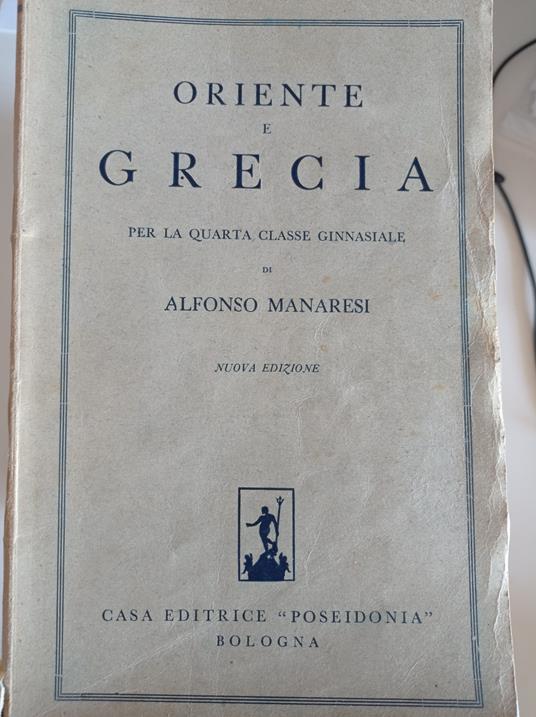 ORIENTE
E
GRECIA
PER LA QUARTA CLASSE GINNASIALE
DI
ALFONSO MANARESI
NUOVA EDIZIONE
CASA EDITRICE "POSEIDONIA"
BOLOGNA